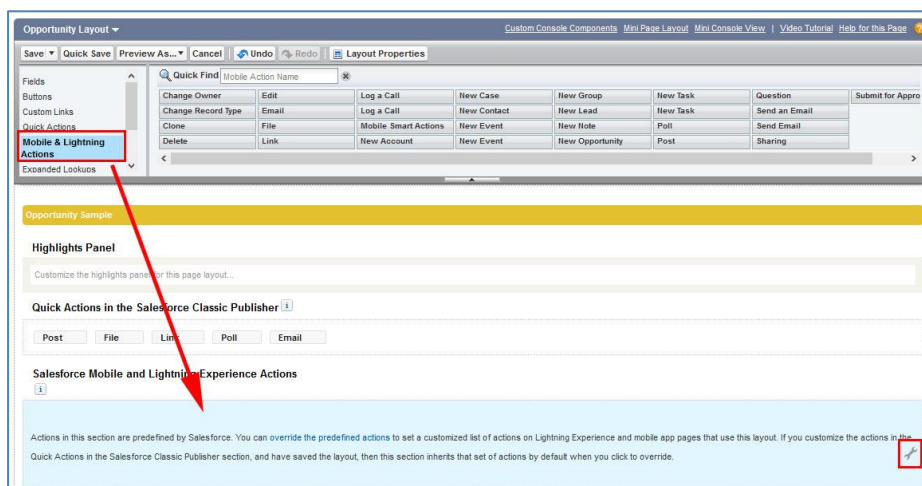 Opportunity Layout
Custom Console Components Mini Page Layout Mini Console View | Video Tutorial Help for this Page
Save Quick Save Preview As... Cancel Undo Redo Layout Properties
Fields
Buttons
Custom Links
Quick Actions
Mobile & Lightning
Actions
Expanded Lookups
Quick Find Mobile Action Name
Change Owner Edit Log a Call New Case New Group New Task Question Submit for Appro
Change Record Type Email Log a Call New Contact New Lead New Task Send an Email
Clone File Mobile Smart Actions New Event New Note Poll Send Email
Delete Link New Account New Event New Opportunity Post Sharing
Opportunity Sample
Highlights Panel
Customize the highlights panel for this page layout...
Quick Actions in the Salesforce Classic Publisher i
Post File Link Poll Email
Salesforce Mobile and Lightning Experience Actions
i
Actions in this section are predefined by Salesforce. You can override the predefined actions to set a customized list of actions on Lightning Experience and mobile app pages that use this layout. If you customize the actions in the
Quick Actions in the Salesforce Classic Publisher section, and have saved the layout, then this section inherits that set of actions by default when you click to override.